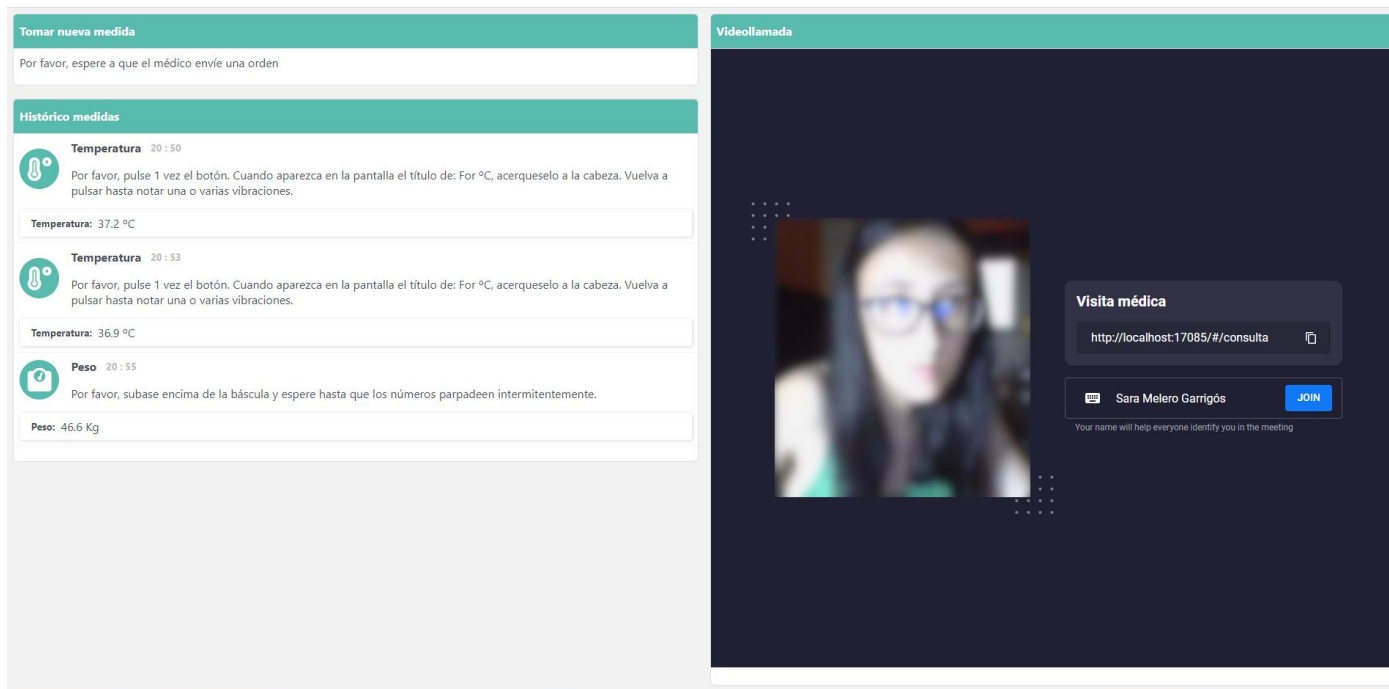 Tomar nueva medida
Por favor, espere a que el médico envíe una orden
Histórico medidas
Temperatura 20 : 50
Por favor, pulse 1 vez el botón. Cuando aparezca en la pantalla el título de: For ºC, acerqueselo a la cabeza. Vuelva a
pulsar hasta notar una o varias vibraciones.
Temperatura: 37.2 ºC
Temperatura 20 : 53
Por favor, pulse 1 vez el botón. Cuando aparezca en la pantalla el título de: For ºC, acerqueselo a la cabeza. Vuelva a
pulsar hasta notar una o varias vibraciones.
Temperatura: 36.9 ºC
Peso 20 : 55
Por favor, subase encima de la báscula y espere hasta que los números parpadeen intermitentemente.
Peso: 46.6 Kg
Videollamada
Visita médica
http://localhost:17085/#/consulta
Sara Melero Garrigós
JOIN
Your name will help everyone identify you in the meeting